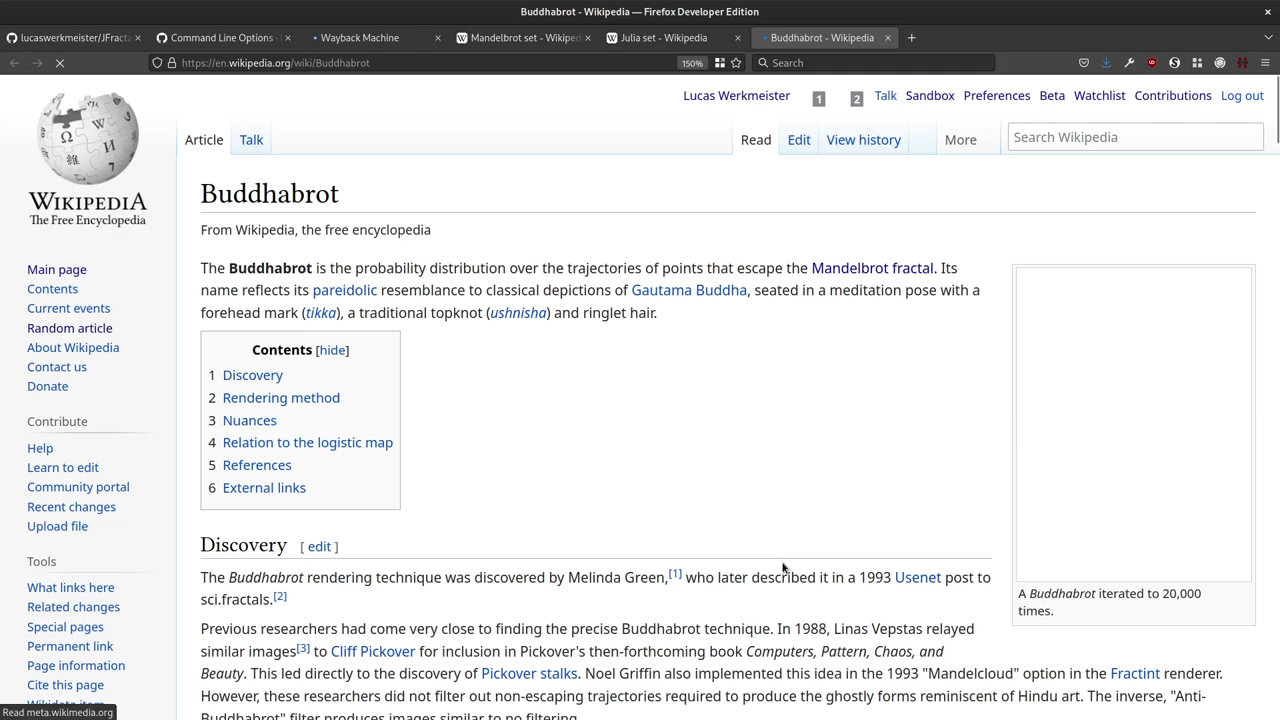 Buddhabrot - Wikipedia — Firefox Developer Edition
lucaswerkmeister/JFracta
Command Line Options ·
Wayback Machine
Mandelbrot set - Wikiped
Julia set - Wikipedia
Buddhabrot - Wikipedia
https://en.wikipedia.org/wiki/Buddhabrot
150%
Search
Lucas Werkmeister
1
2
Talk
Sandbox
Preferences
Beta
Watchlist
Contributions
Log out
Article
Talk
Read
Edit
View history
More
Search Wikipedia
WIKIPEDIA
The Free Encyclopedia
Main page
Contents
Current events
Random article
About Wikipedia
Contact us
Donate
Contribute
Help
Learn to edit
Community portal
Recent changes
Upload file
Tools
What links here
Related changes
Special pages
Permanent link
Page information
Cite this page
Wikidata item
Read meta.wikimedia.org
Buddhabrot
From Wikipedia, the free encyclopedia
The Buddhabrot is the probability distribution over the trajectories of points that escape the Mandelbrot fractal. Its
name reflects its pareidolic resemblance to classical depictions of Gautama Buddha, seated in a meditation pose with a
forehead mark (tikka), a traditional topknot (ushnisha) and ringlet hair.
Contents [hide]
1 Discovery
2 Rendering method
3 Nuances
4 Relation to the logistic map
5 References
6 External links
A Buddhabrot iterated to 20,000
times.
Discovery [ edit ]
The Buddhabrot rendering technique was discovered by Melinda Green,[1] who later described it in a 1993 Usenet post to
sci.fractals.[2]
Previous researchers had come very close to finding the precise Buddhabrot technique. In 1988, Linas Vepstas relayed
similar images[3] to Cliff Pickover for inclusion in Pickover's then-forthcoming book Computers, Pattern, Chaos, and
Beauty. This led directly to the discovery of Pickover stalks. Noel Griffin also implemented this idea in the 1993 "Mandelcloud" option in the Fractint renderer.
However, these researchers did not filter out non-escaping trajectories required to produce the ghostly forms reminiscent of Hindu art. The inverse, "Anti-
Buddhabrot" filter produces images similar to no filtering.